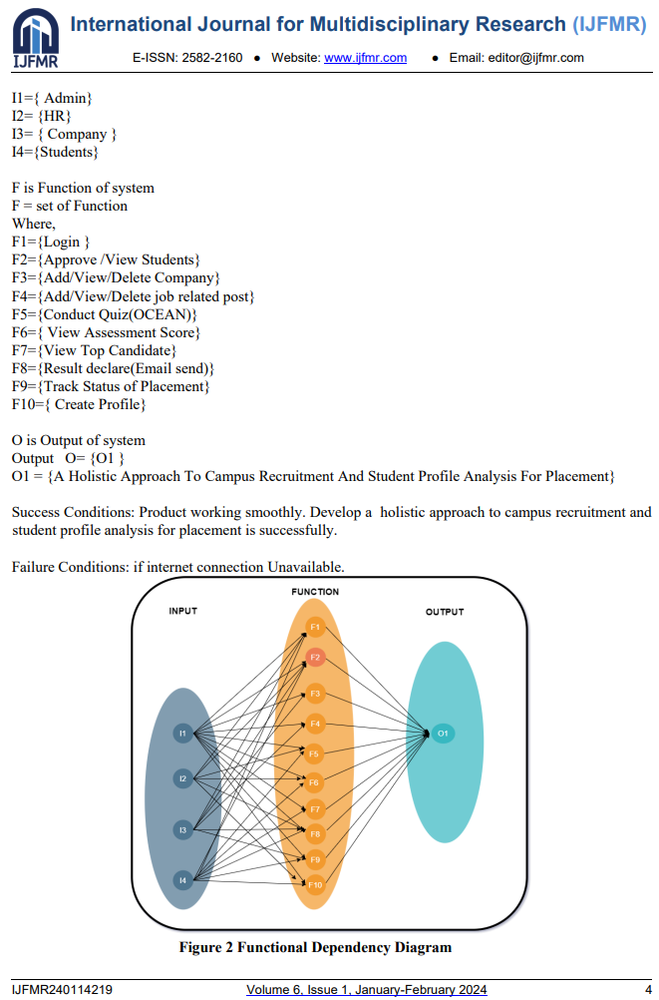 International Journal for Multidisciplinary Research (IJFMR)
IJFMR
E-ISSN: 2582-2160 ● Website: www.ijfmr.com ● Email: editor@ijfmr.com
I1={ Admin}
I2= {HR}
I3= { Company }
I4={Students}
F is Function of system
F = set of Function
Where,
F1={Login }
F2={Approve /View Students}
F3={Add/View/Delete Company}
F4={Add/View/Delete job related post}
F5={Conduct Quiz(OCEAN)}
F6={ View Assessment Score}
F7={View Top Candidate}
F8={Result declare(Email send)}
F9={Track Status of Placement}
F10={ Create Profile}
O is Output of system
Output O= {O1 }
O1 = {A Holistic Approach To Campus Recruitment And Student Profile Analysis For Placement}
Success Conditions: Product working smoothly. Develop a holistic approach to campus recruitment and
student profile analysis for placement is successfully.
Failure Conditions: if internet connection Unavailable.
INPUT
FUNCTION
OUTPUT
I1
I2
I3
I4
F1
F2
F3
F4
F5
F6
F7
F8
F9
F10
O1
Figure 2 Functional Dependency Diagram
IJFMR240114219
Volume 6, Issue 1, January-February 2024
4